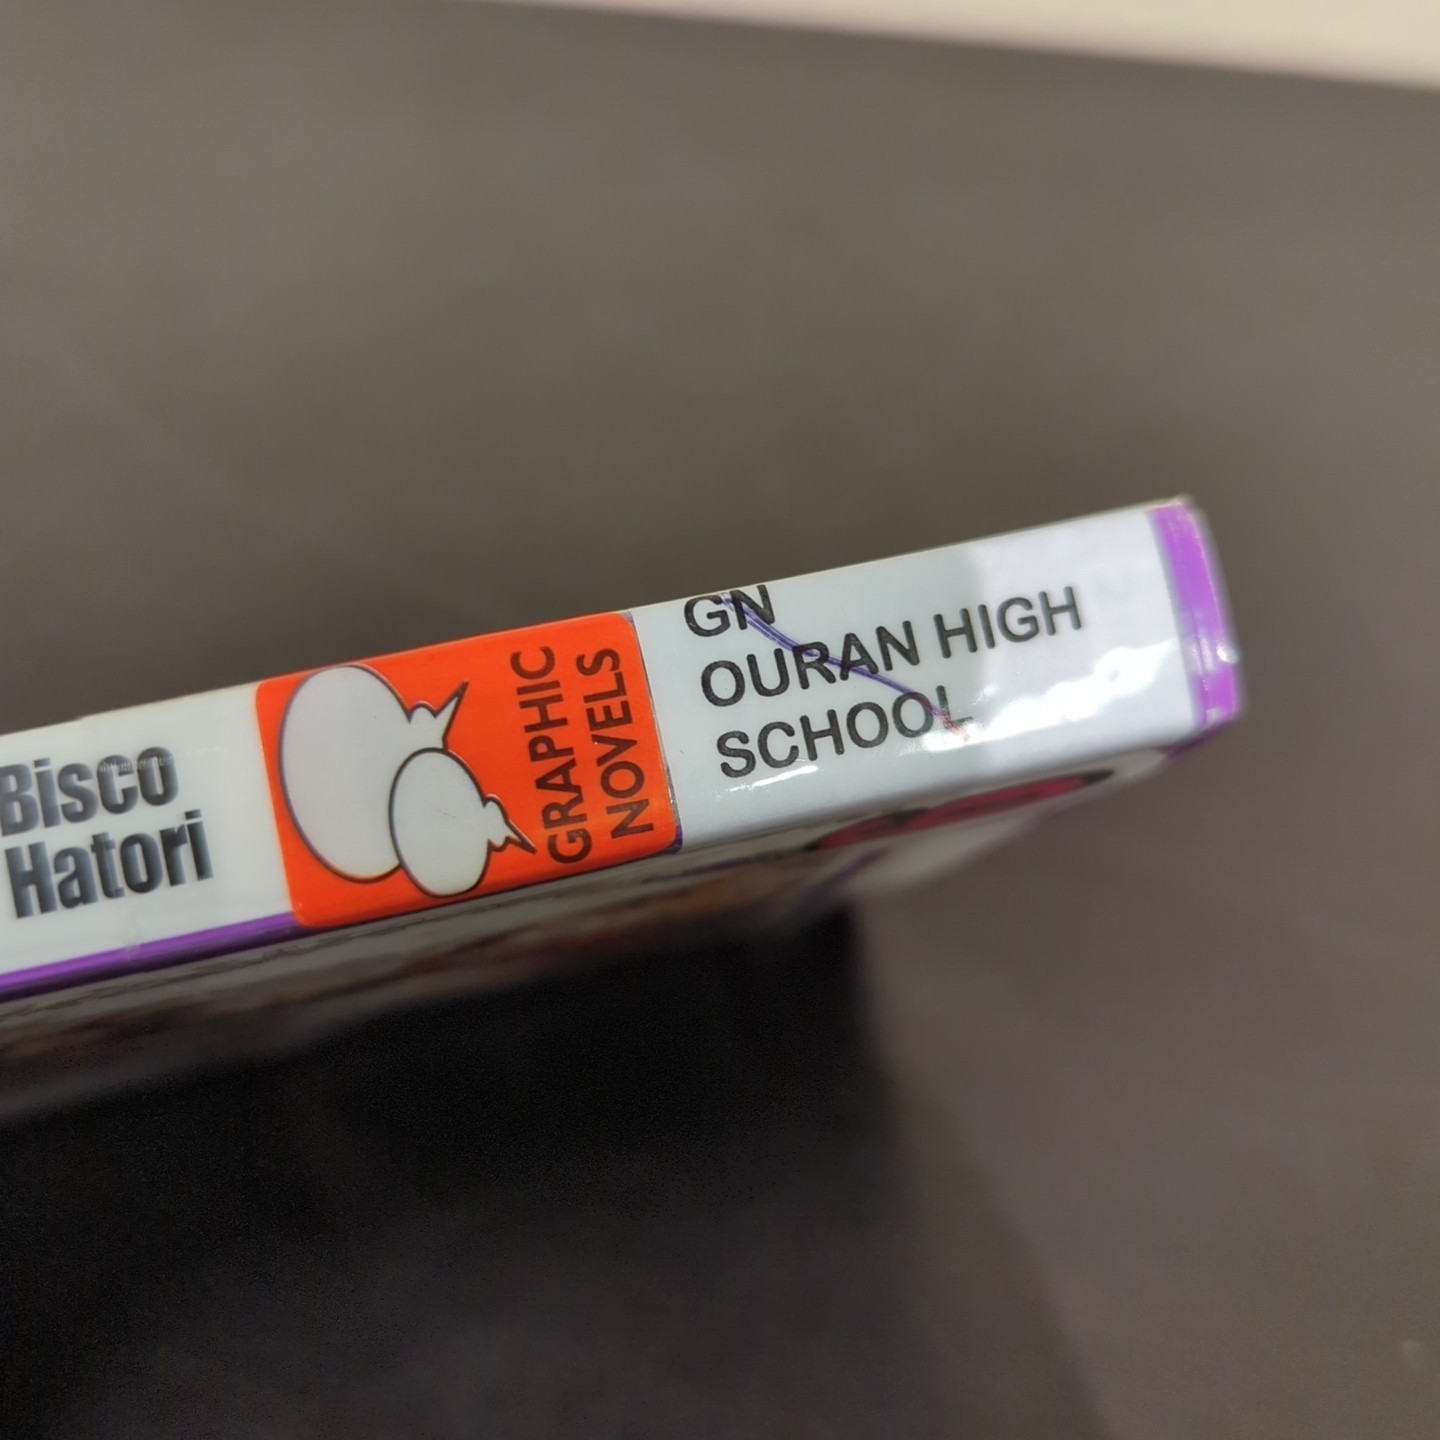 Bisco
Hatori
GRAPHIC
NOVELS
GN
OURAN HIGH
SCHOOL